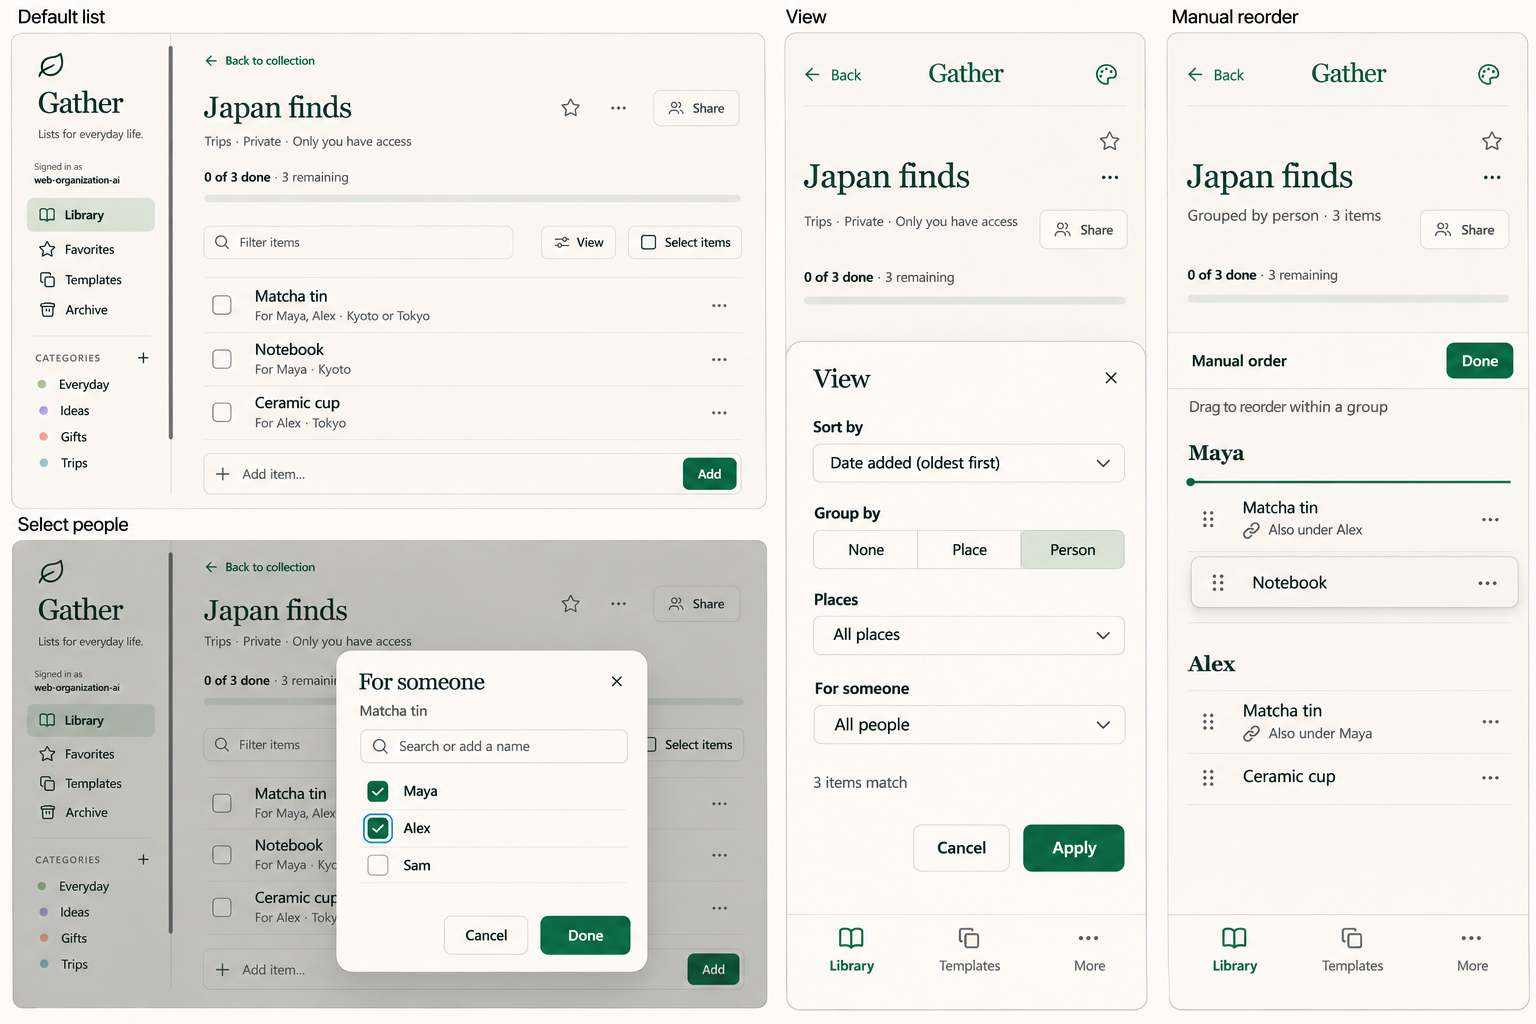 Default list
Gather
Lists for everyday life.
Signed in as
web-organization-ai
Library
Favorites
Templates
Archive
CATEGORIES
Everyday
Ideas
Gifts
Trips
Back to collection
Japan finds
Share
Trips · Private · Only you have access
0 of 3 done · 3 remaining
Filter items
View
Select items
Matcha tin
For Maya, Alex · Kyoto or Tokyo
Notebook
For Maya · Kyoto
Ceramic cup
For Alex · Tokyo
Add item...
Add
Select people
Gather
Lists for everyday life.
Signed in as
web-organization-ai
Library
Favorites
Templates
Archive
CATEGORIES
Everyday
Ideas
Gifts
Trips
Back to collection
Japan finds
Share
Trips · Private · Only you have access
0 of 3 done · 3 remainin
Filter items
Select items
Matcha tin
For Maya, Alex
Notebook
For Maya · Kyo
Ceramic cup
For Alex · Toky
Add item...
Add
For someone
Matcha tin
Search or add a name
Maya
Alex
Sam
Cancel
Done
View
Back
Gather
Japan finds
Trips · Private · Only you have access
Share
0 of 3 done · 3 remaining
View
Sort by
Date added (oldest first)
Group by
None
Place
Person
Places
All places
For someone
All people
3 items match
Cancel
Apply
Library
Templates
More
Manual reorder
Back
Gather
Japan finds
Grouped by person · 3 items
Share
0 of 3 done · 3 remaining
Manual order
Done
Drag to reorder within a group
Maya
Matcha tin
Also under Alex
Notebook
Alex
Matcha tin
Also under Maya
Ceramic cup
Library
Templates
More